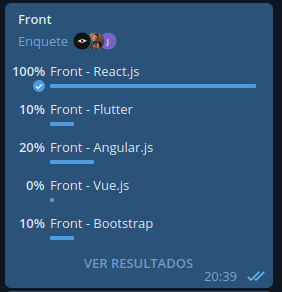 Front
Enquete
100% Front - React.js
10% Front - Flutter
20% Front - Angular.js
0% Front - Vue.js
10% Front - Bootstrap
VER RESULTADOS
20:39